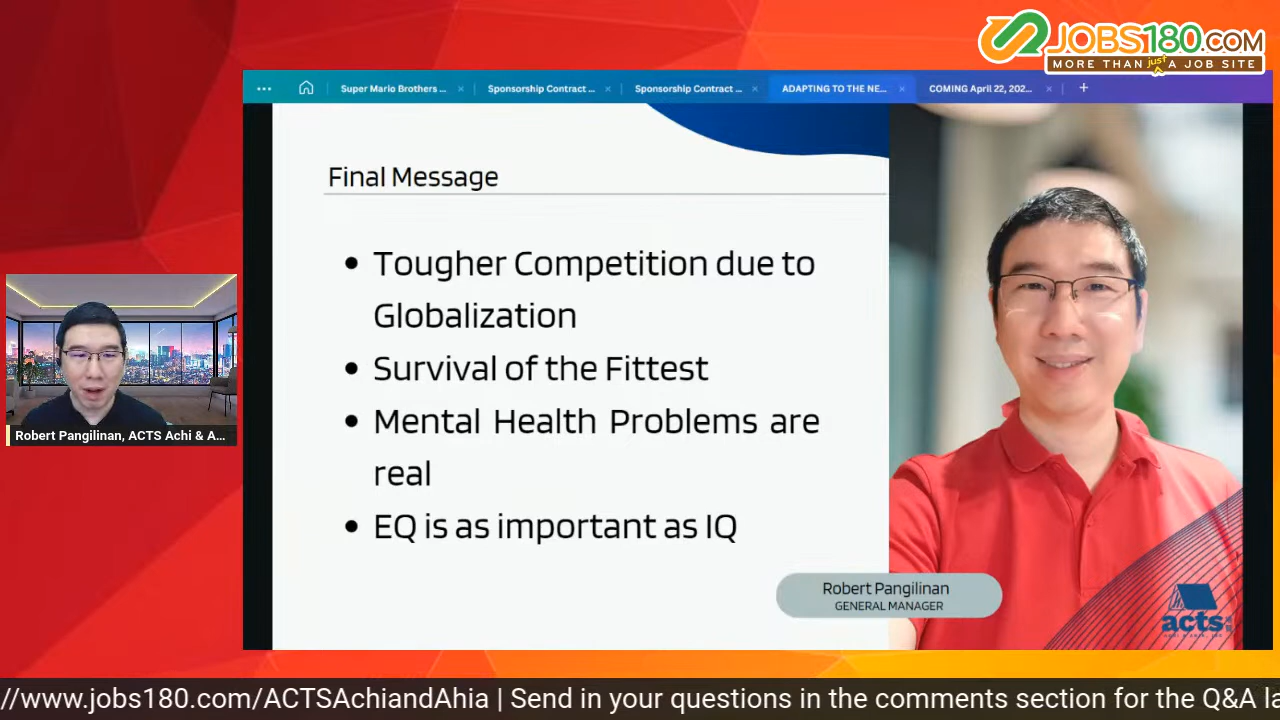 JOBS180.COM
MORE THAN just A JOB SITE
Super Mario Brothers ...
Sponsorship Contract ...
Sponsorship Contract ...
ADAPTING TO THE NE...
COMING April 22, 202...
Final Message
• Tougher Competition due to
Globalization
• Survival of the Fittest
• Mental Health Problems are
real
• EQ is as important as IQ
Robert Pangilinan, ACTS Achi & A...
Robert Pangilinan
GENERAL MANAGER
acts
//www.jobs180.com/ACTSAchiandAhia | Send in your questions in the comments section for the Q&A la